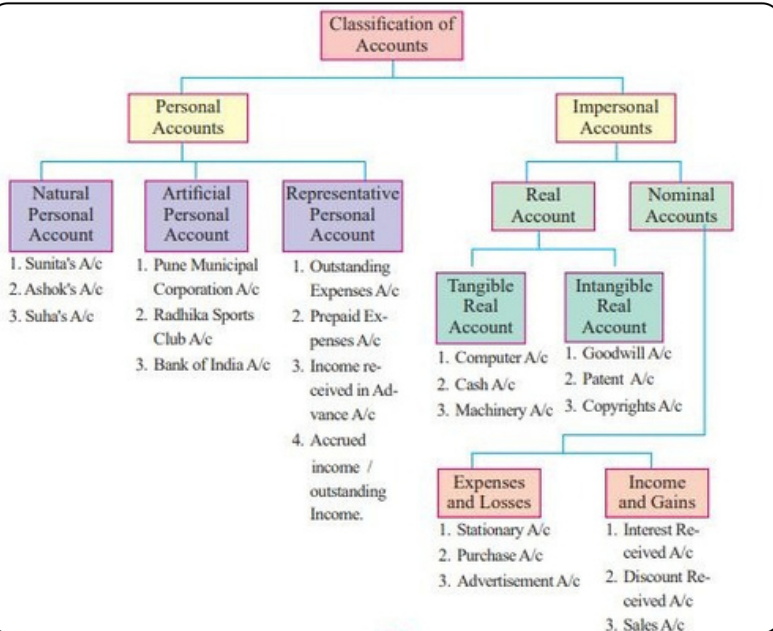 Classification of
Accounts
Personal
Accounts
Impersonal
Accounts
Natural
Personal
Account
1. Sunita's A/c
2. Ashok's A/c
3. Suha's A/c
Artificial
Personal
Account
1. Pune Municipal
Corporation A/c
2. Radhika Sports
Club A/c
3. Bank of India A/c
Representative
Personal
Account
1. Outstanding
Expenses A/c
2. Prepaid Ex-
penses A/c
3. Income re-
ceived in Ad-
vance A/c
4. Accrued
income /
outstanding
Income.
Real
Account
Nominal
Accounts
Tangible
Real
Account
1. Computer A/c
2. Cash A/c
3. Machinery A/c
Intangible
Real
Account
1. Goodwill A/c
2. Patent A/c
3. Copyrights A/c
Expenses
and Losses
1. Stationary A/c
2. Purchase A/c
3. Advertisement A/c
Income
and Gains
1. Interest Re-
ceived A/c
2. Discount Re-
ceived A/c
3. Sales A/c